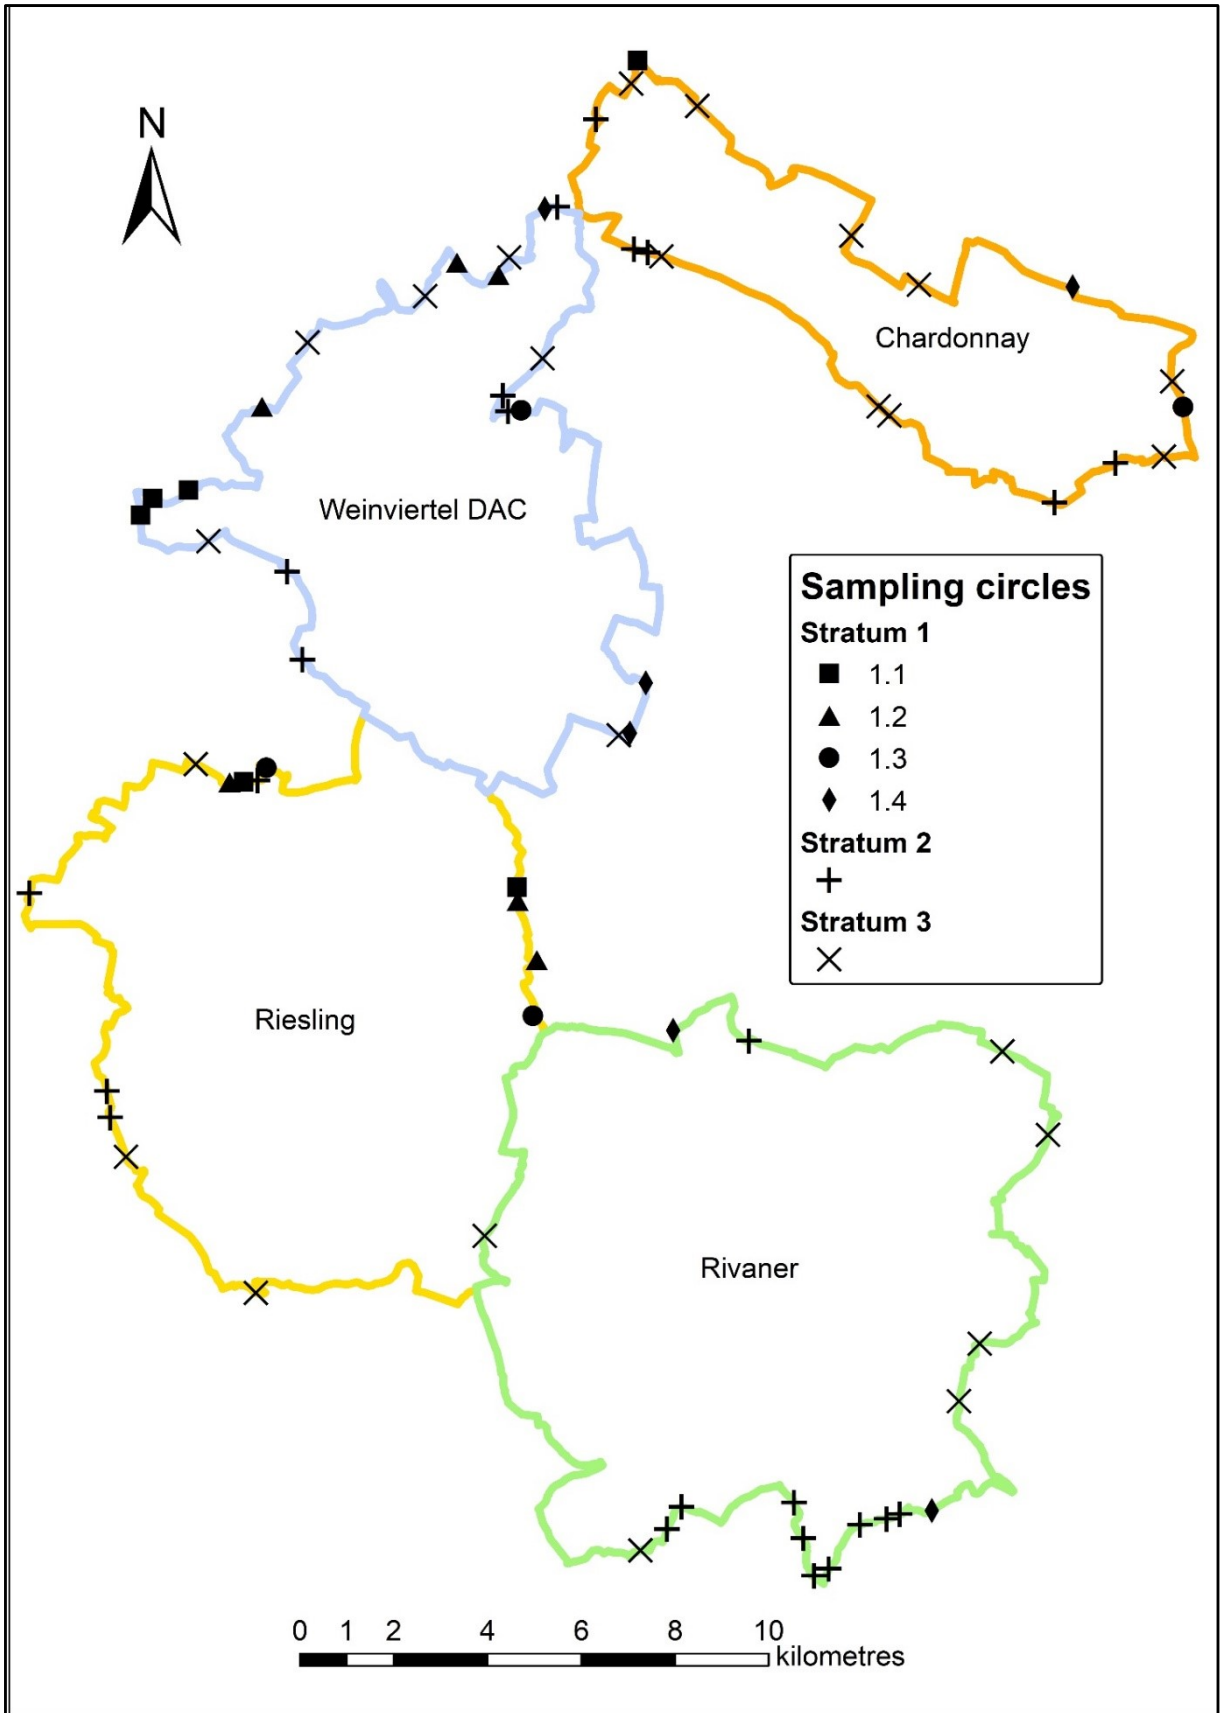 N
Chardonnay
Weinviertel DAC
Sampling circles
Stratum 1
1.1
1.2
1.3
1.4
Stratum 2
Stratum 3
Riesling
Rivaner
0 1 2 4 6 8 10
kilometres